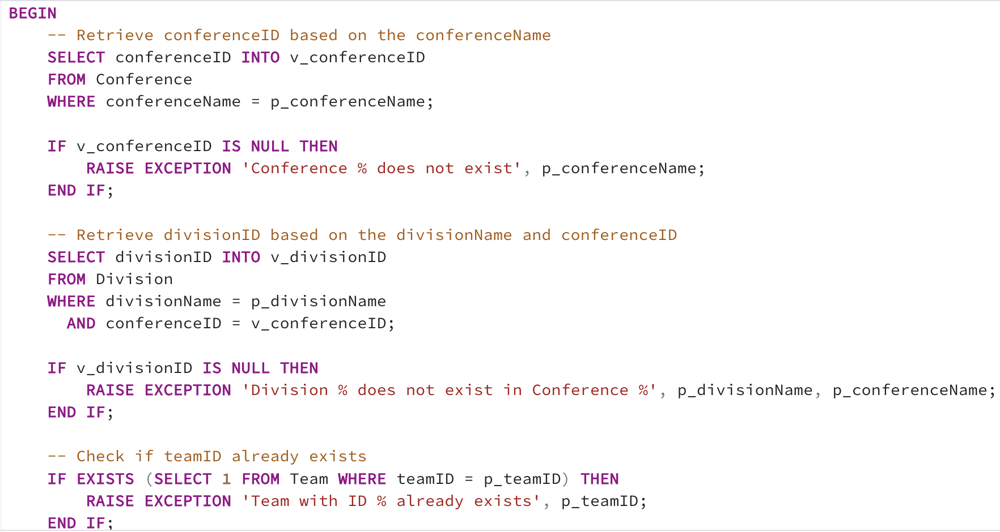 BEGIN
    -- Retrieve conferenceID based on the conferenceName
    SELECT conferenceID INTO v_conferenceID
    FROM Conference
    WHERE conferenceName = p_conferenceName;

    IF v_conferenceID IS NULL THEN
        RAISE EXCEPTION 'Conference % does not exist', p_conferenceName;
    END IF;

    -- Retrieve divisionID based on the divisionName and conferenceID
    SELECT divisionID INTO v_divisionID
    FROM Division
    WHERE divisionName = p_divisionName
      AND conferenceID = v_conferenceID;

    IF v_divisionID IS NULL THEN
        RAISE EXCEPTION 'Division % does not exist in Conference %', p_divisionName, p_conferenceName;
    END IF;

    -- Check if teamID already exists
    IF EXISTS (SELECT 1 FROM Team WHERE teamID = p_teamID) THEN
        RAISE EXCEPTION 'Team with ID % already exists', p_teamID;
    END IF;